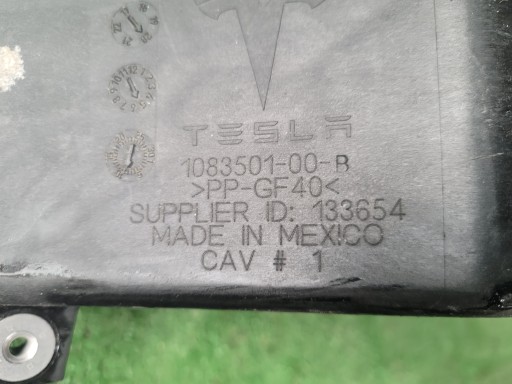 TESLA
1083501-00-B
>PP-GF40<
SUPPLIER ID: 133654
MADE IN MEXICO
CAV # 1